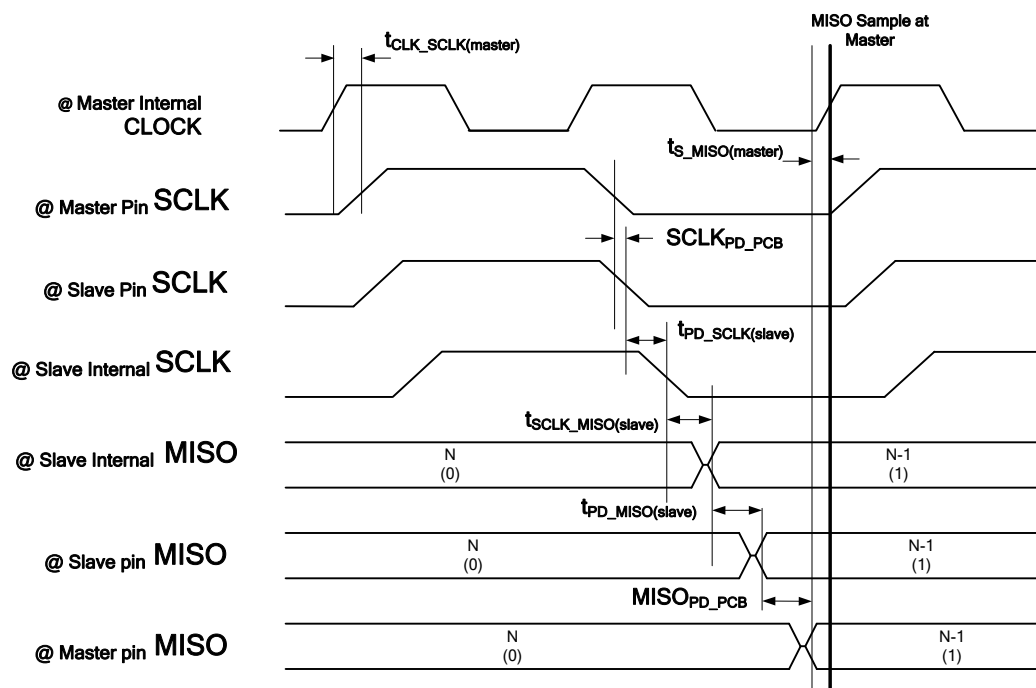 MISO Sample at
Master
tCLK_SCLK(master)
@ Master Internal
CLOCK
tS_MISO(master)
@ Master Pin SCLK
SCLKPD_PCB
@ Slave Pin SCLK
tPD_SCLK(slave)
@ Slave Internal SCLK
tSCLK_MISO(slave)
@ Slave Internal MISO
N
(0)
N-1
(1)
tPD_MISO(slave)
@ Slave pin MISO
N
(0)
N-1
(1)
MISOPD_PCB
@ Master pin MISO
N
(0)
N-1
(1)